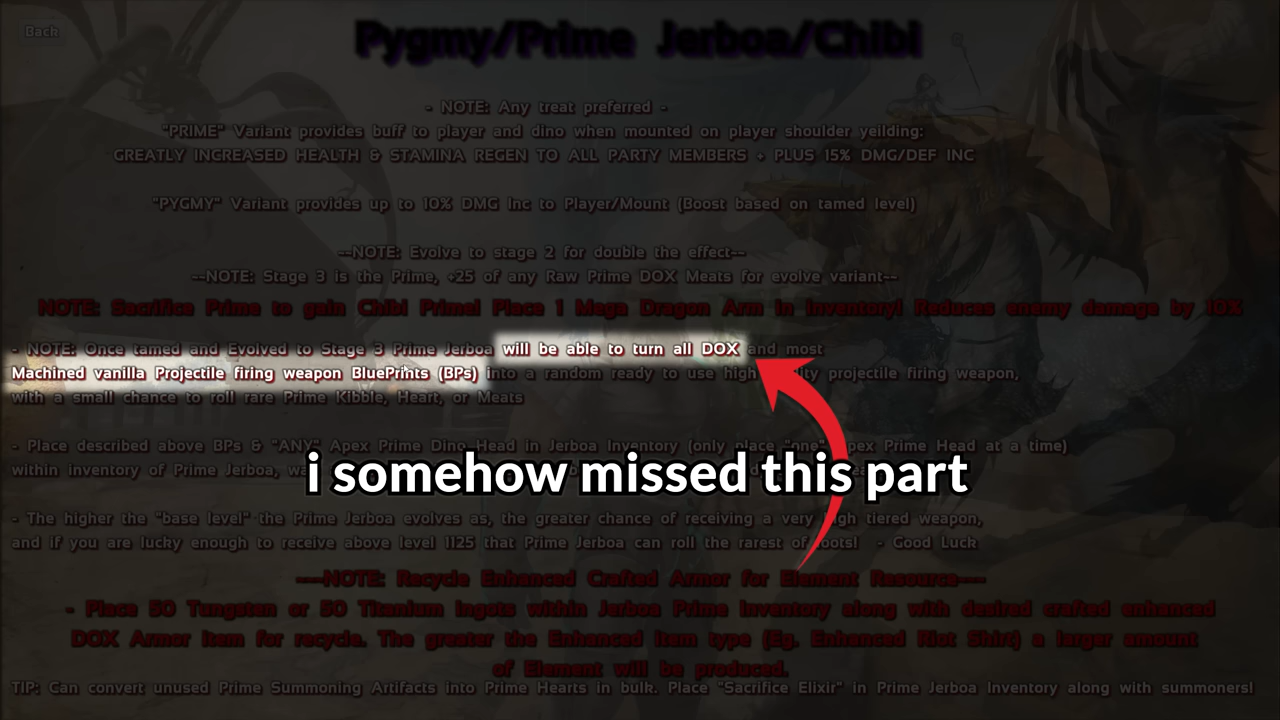 Back
Pygmy/Prime Jerboa/Chibi
- NOTE: Any treat preferred -
"PRIME" Variant provides buff to player and dino when mounted on player shoulder yeilding:
GREATLY INCREASED HEALTH & STAMINA REGEN TO ALL PARTY MEMBERS + PLUS 15% DMG/DEF INC
"PYGMY" Variant provides up to 10% DMG Inc to Player/Mount (Boost based on tamed level)
--NOTE: Evolve to stage 2 for double the effect--
--NOTE: Stage 3 is the Prime, +25 of any Raw Prime DOX Meats for evolve variant--
NOTE: Sacrifice Prime to gain Chibi Prime! Place 1 Mega Dragon Arm in Inventory! Reduces enemy damage by 10%
- NOTE: Once tamed and Evolved to Stage 3 Prime Jerboa will be able to turn all DOX and most
Machined vanilla Projectile firing weapon BluePrints (BPs) into a random ready to use high projectile firing weapon,
with a small chance to roll rare Prime Kibble, Heart, or Meats
- Place described above BPs & "ANY" Apex Prime Dino Head in Jerboa Inventory (only place "one" Apex Prime Head at a time)
within inventory of Prime Jerboa,
i somehow missed this part
- The higher the "base level" the Prime Jerboa evolves as, the greater chance of receiving a very high tiered weapon,
and if you are lucky enough to receive above level 1125 that Prime Jerboa can roll the rarest of loots! - Good Luck
---NOTE: Recycle Enhanced Crafted Armor for Element Resource---
- Place 50 Tungsten or 50 Titanium Ingots within Jerboa Prime Inventory along with desired crafted enhanced
DOX Armor Item for recycle. The greater the Enhanced item type (Eg. Enhanced Riot Shirt) a larger amount
of Element will be produced.
TIP: Can convert unused Prime Summoning Artifacts into Prime Hearts in bulk. Place "Sacrifice Elixir" in Prime Jerboa Inventory along with summoners!